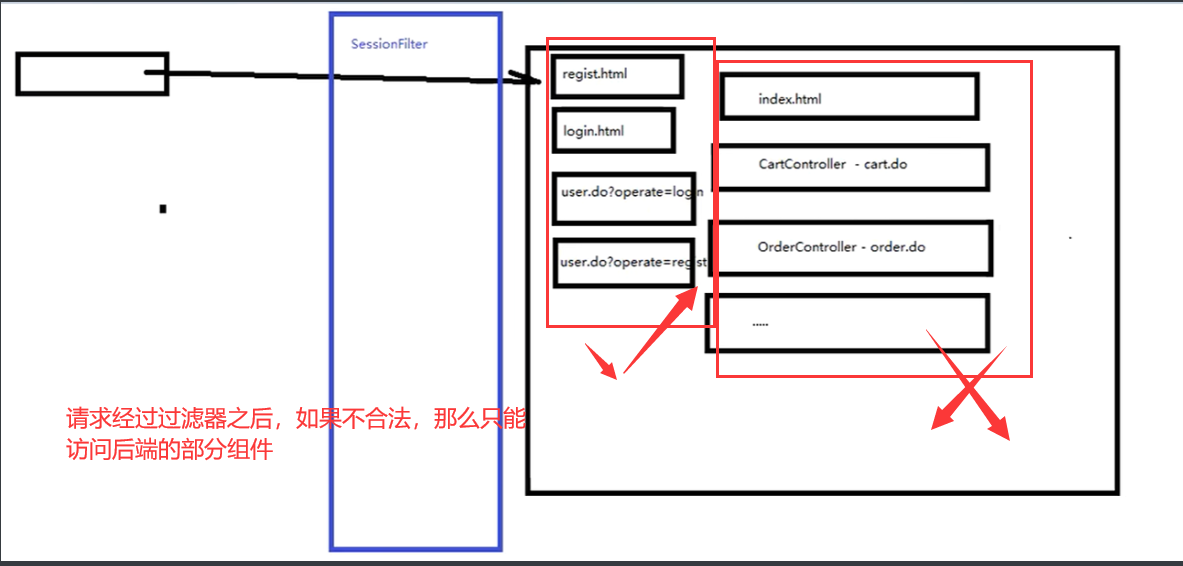 SessionFilter
regist.html
login.html
user.do?operate=login
user.do?operate=regist
index.html
CartController - cart.do
OrderController - order.do
.....
请求经过过滤器之后，如果不合法，那么只能
访问后端的部分组件